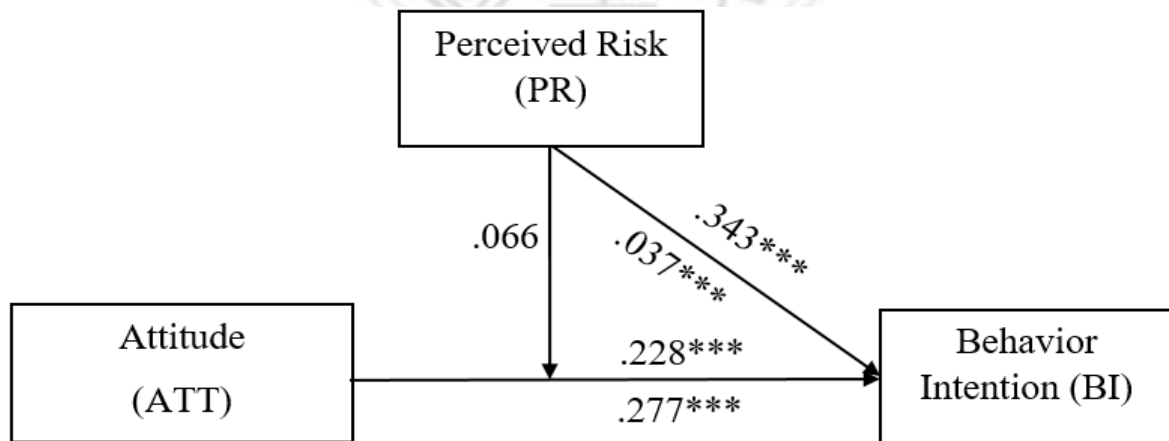 Perceived Risk
(PR)
.066
.343***
.037***
Attitude
(ATT)
.228***
.277***
Behavior
Intention (BI)